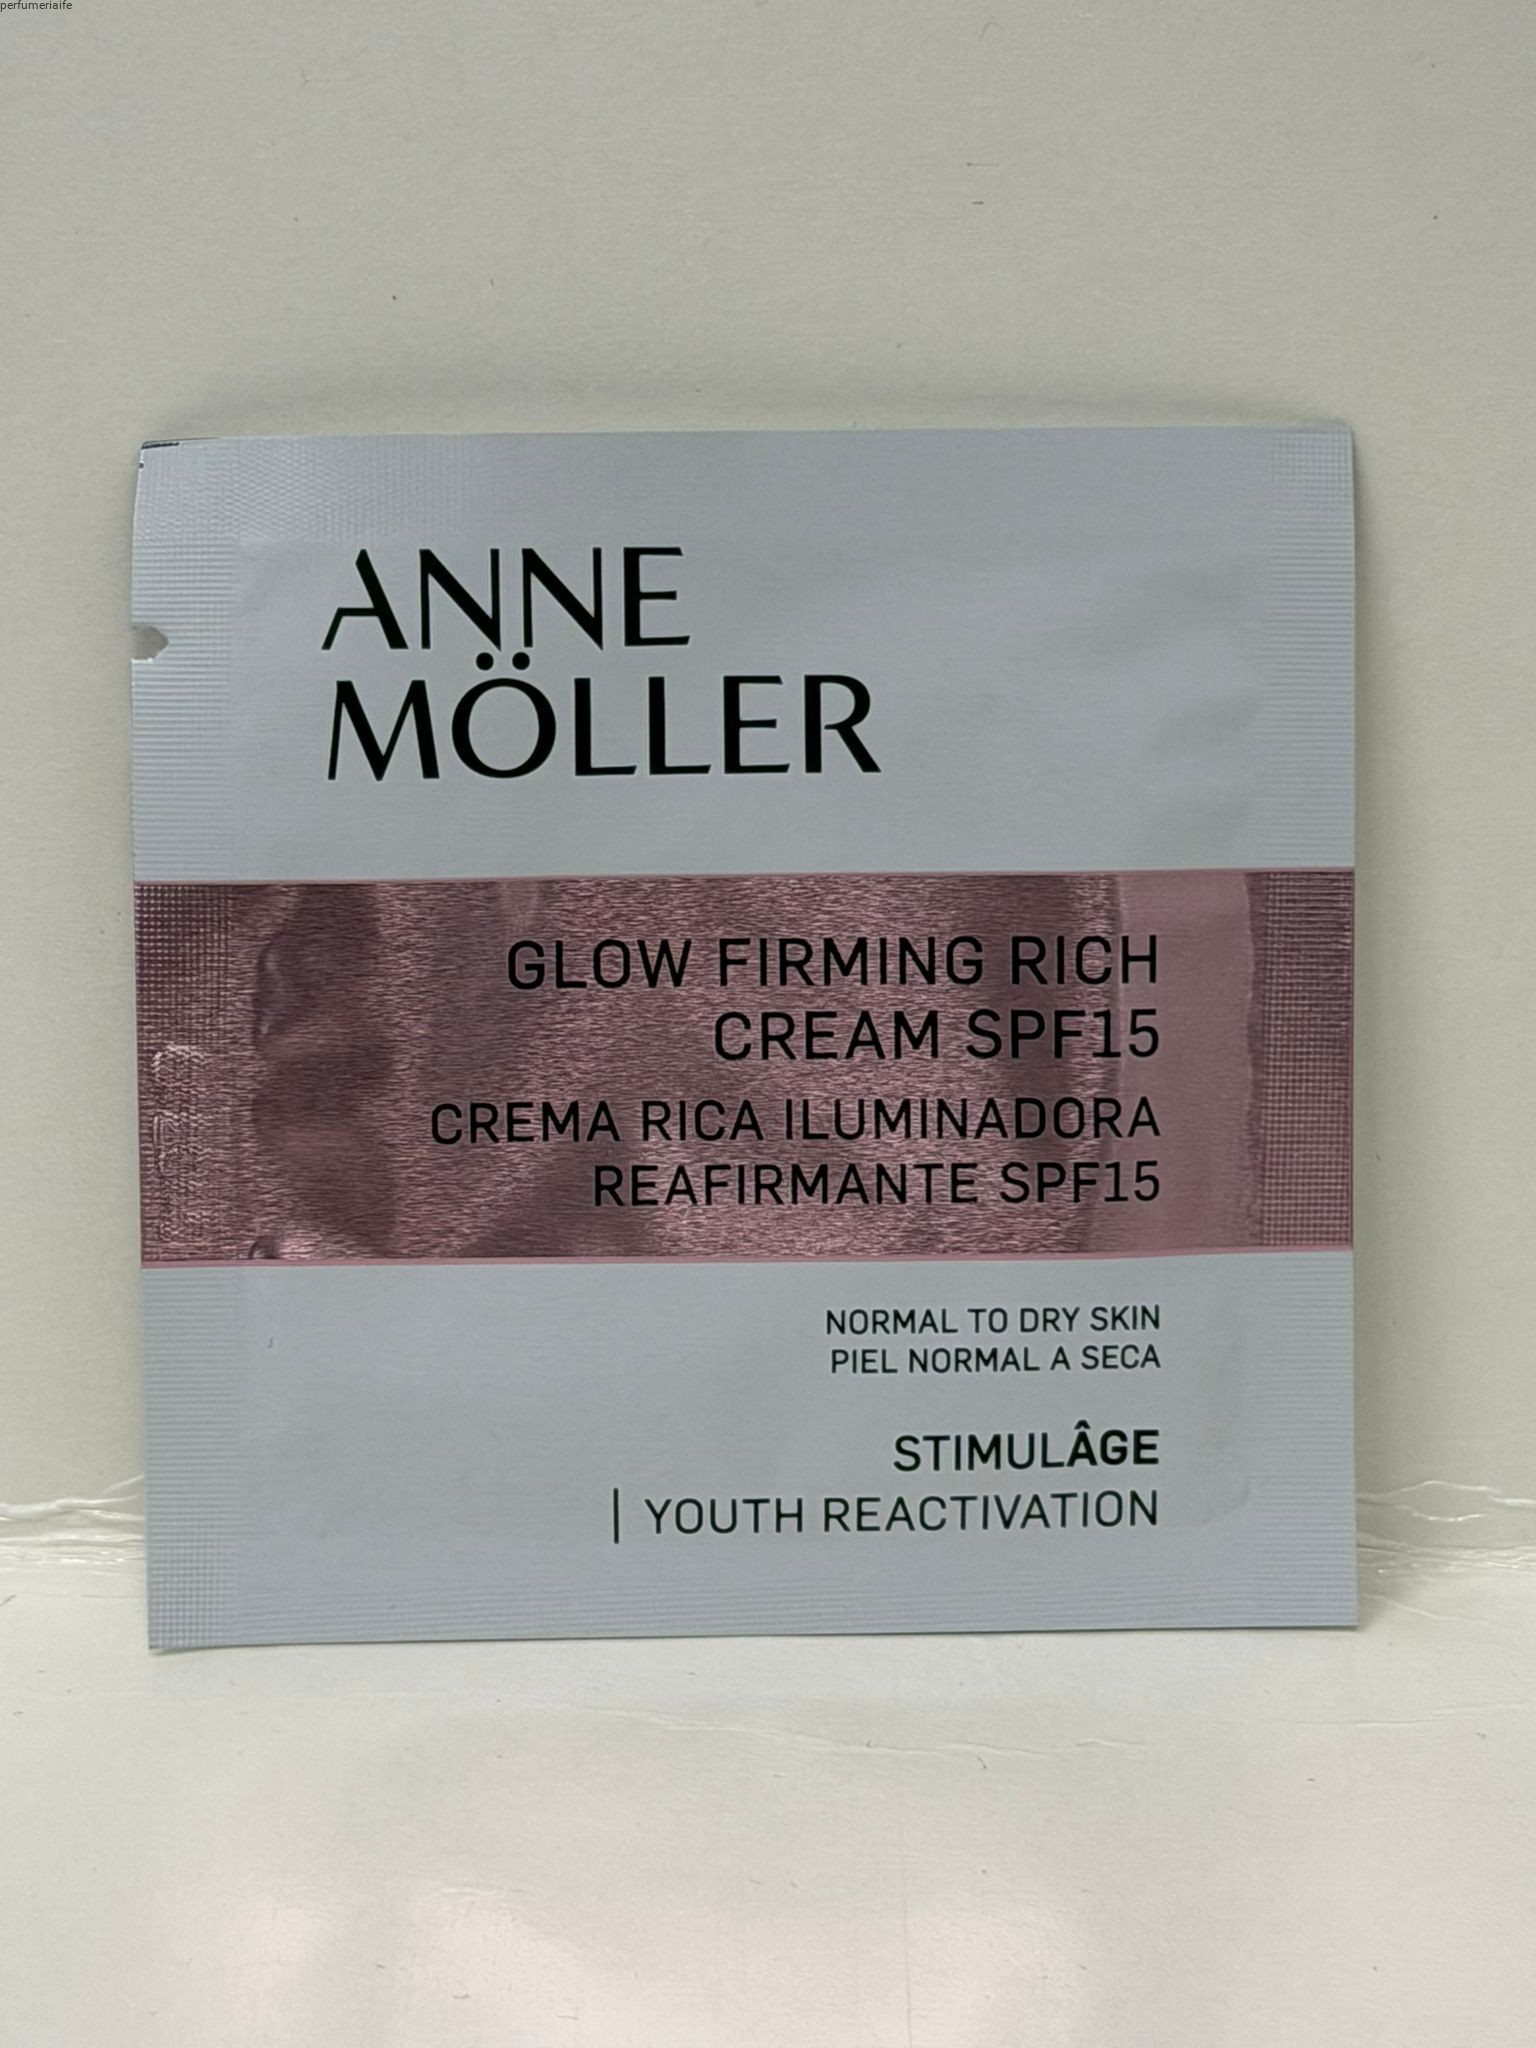 perfumeriaife
ANNE
MÖLLER
GLOW FIRMING RICH
CREAM SPF15
CREMA RICA ILUMINADORA
REAFIRMANTE SPF15
NORMAL TO DRY SKIN
PIEL NORMAL A SECA
STIMULÂGE
| YOUTH REACTIVATION